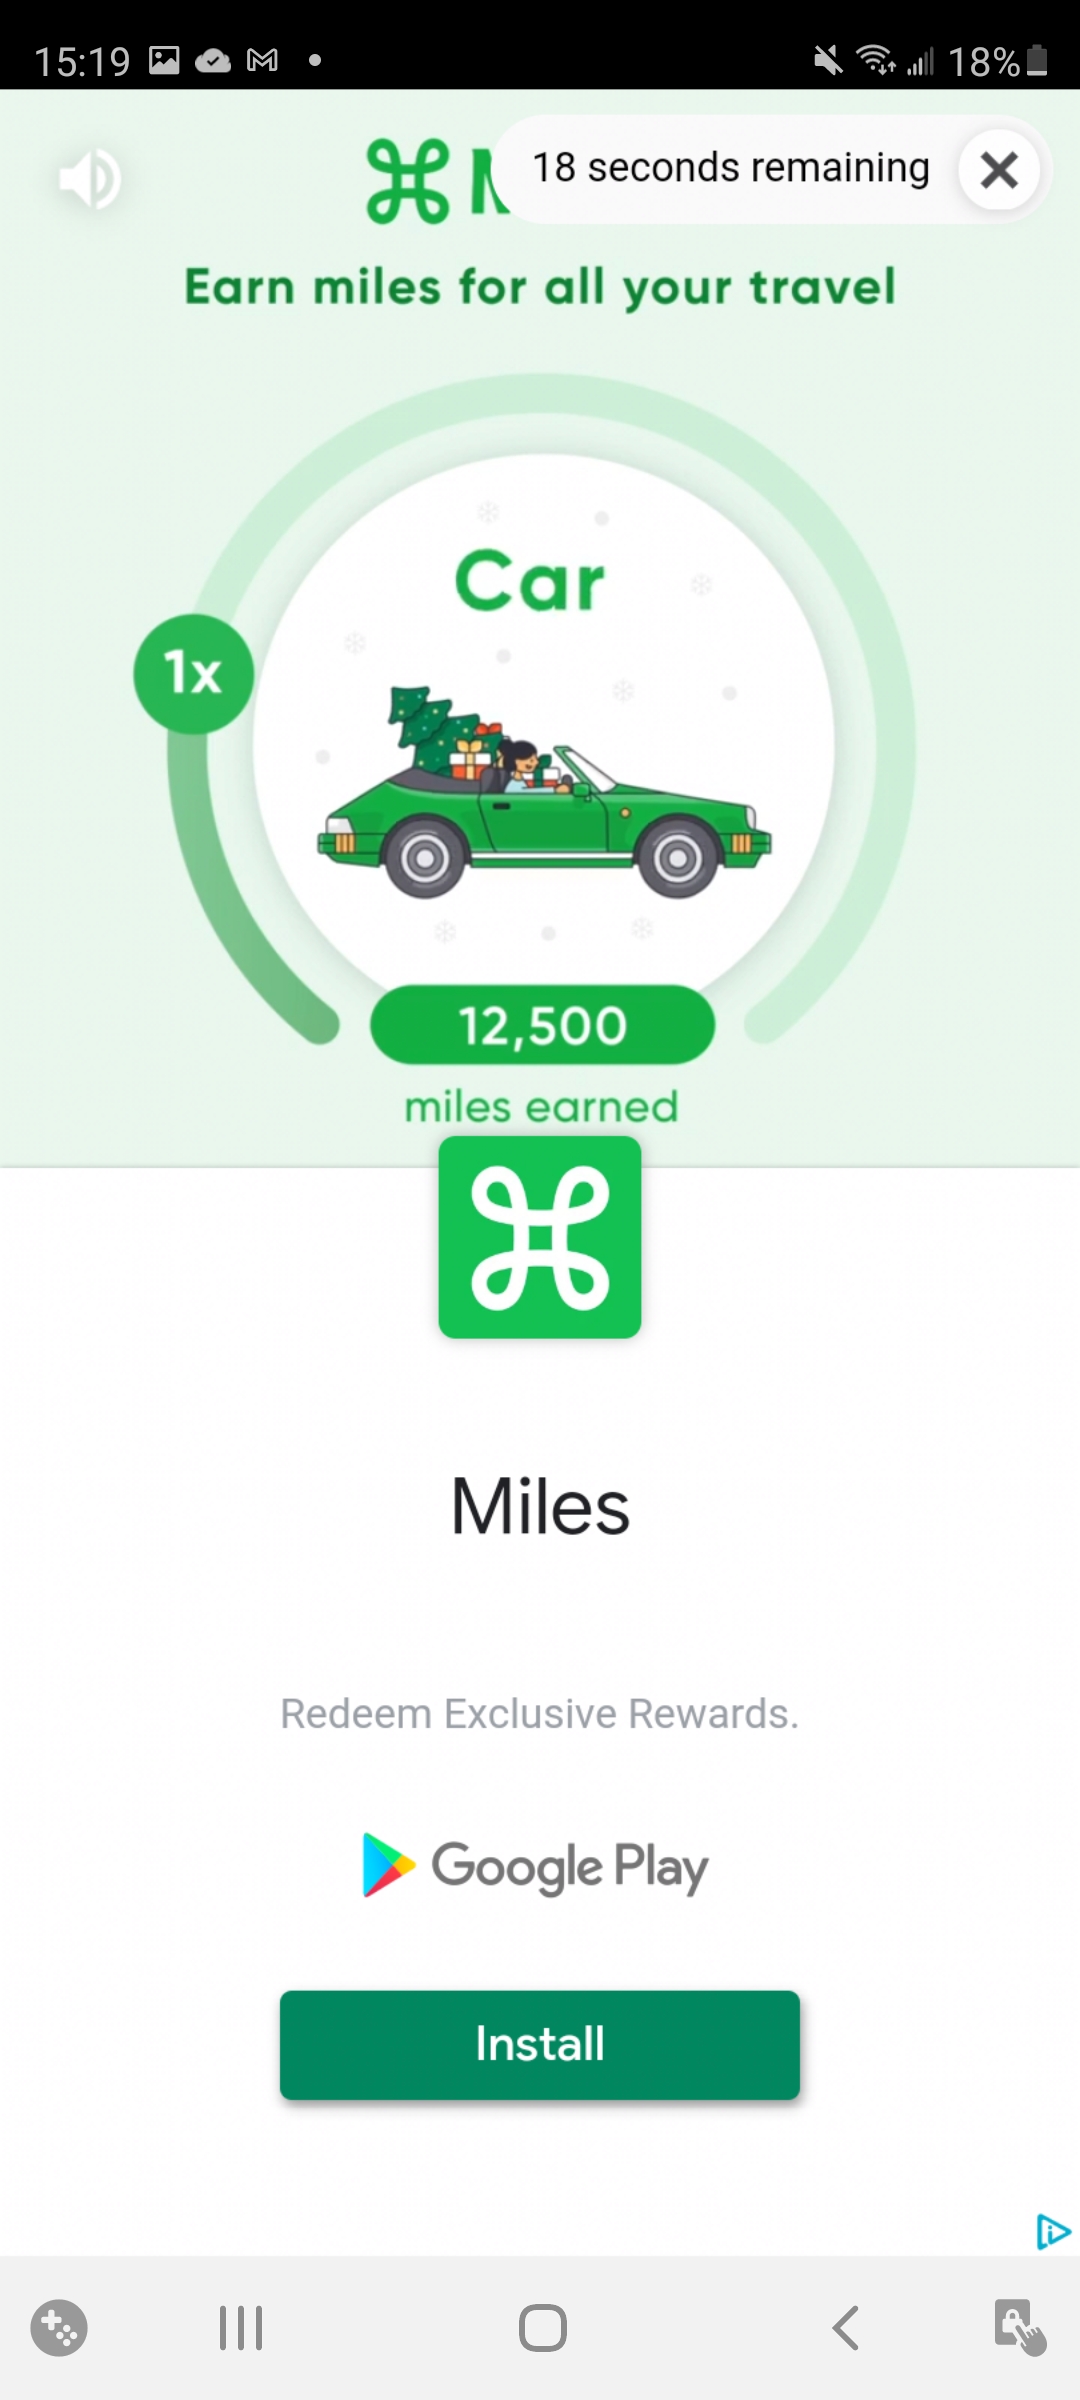 15:19
18%
18 seconds remaining
Earn miles for all your travel
Car
1x
12,500
miles earned
Miles
Redeem Exclusive Rewards.
Google Play
Install